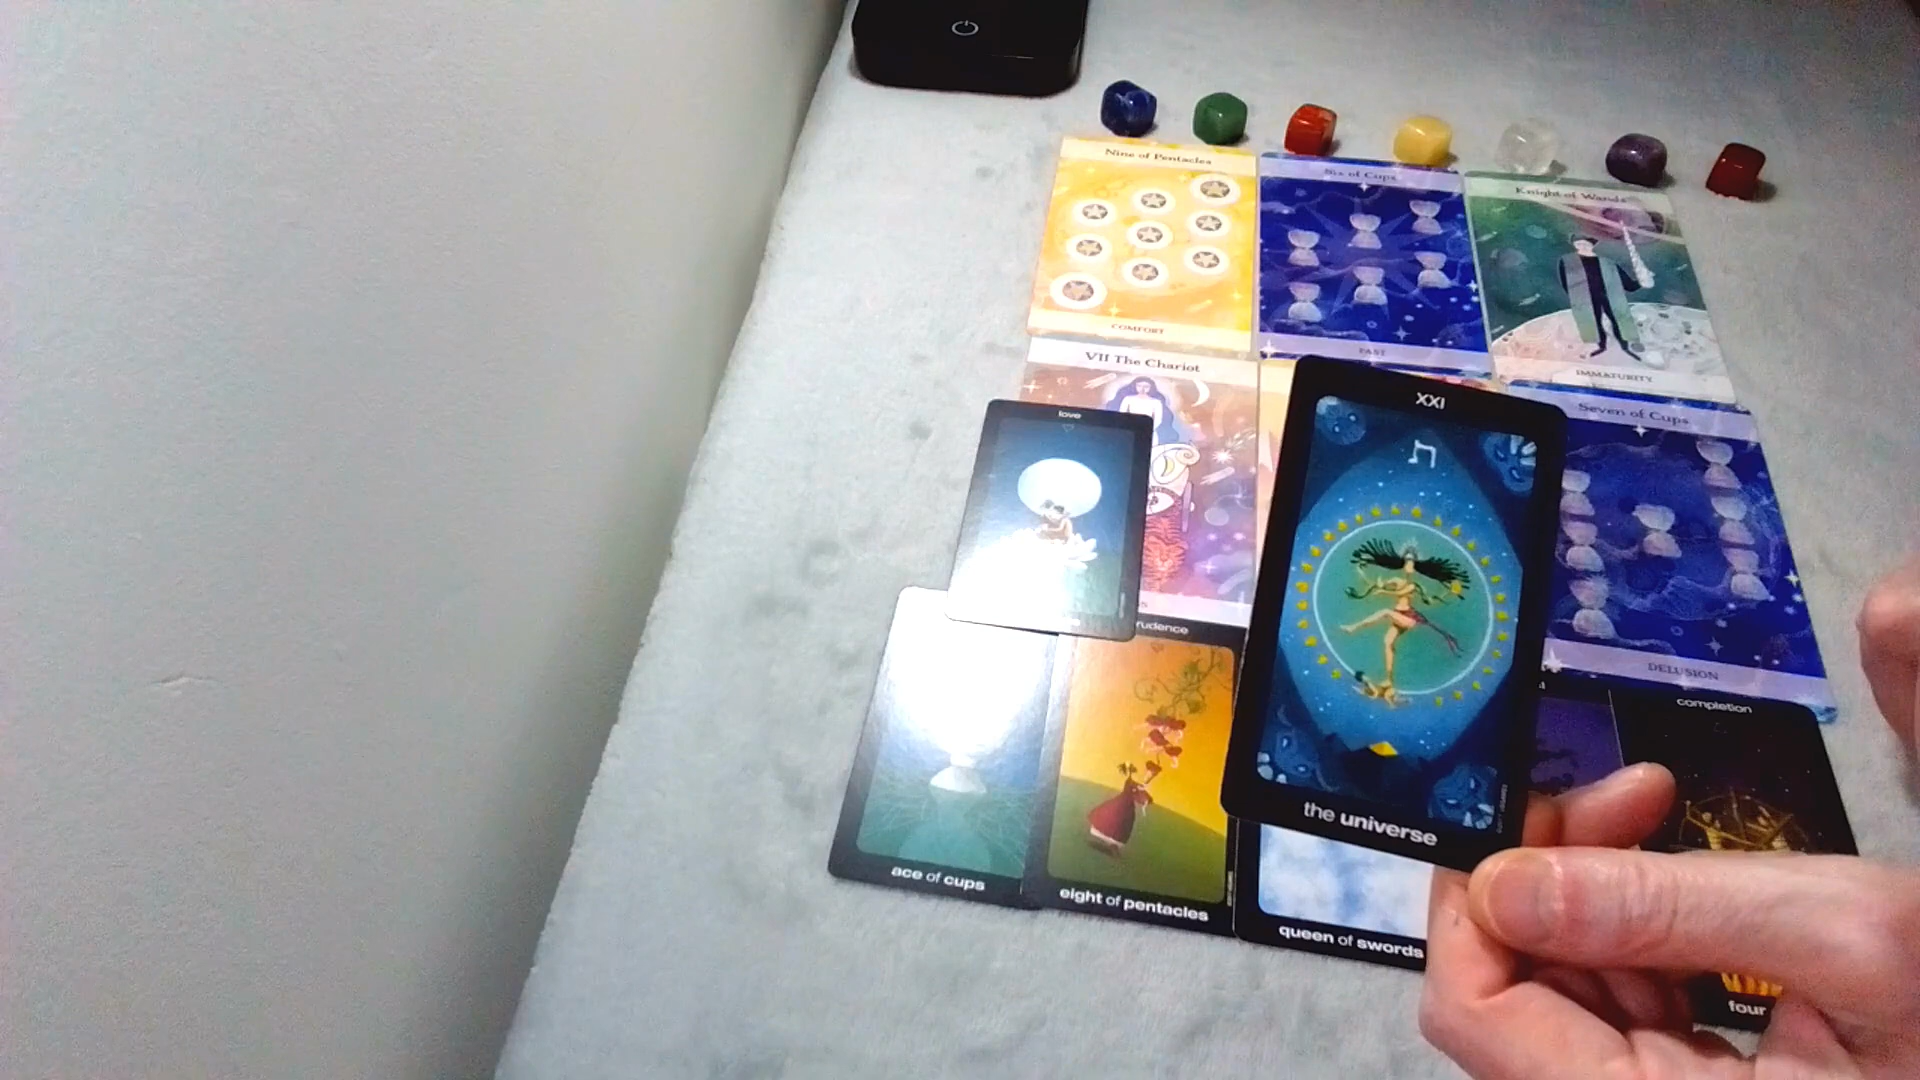 Nine of Pentacles
Six of Cups
Knight of Wands
COMFORT
PAST
IMMATURITY
VII The Chariot
Seven of Cups
love
XXI
ת
DELUSION
rudence
completion
the universe
ace of cups
eight of pentacles
queen of swords
four